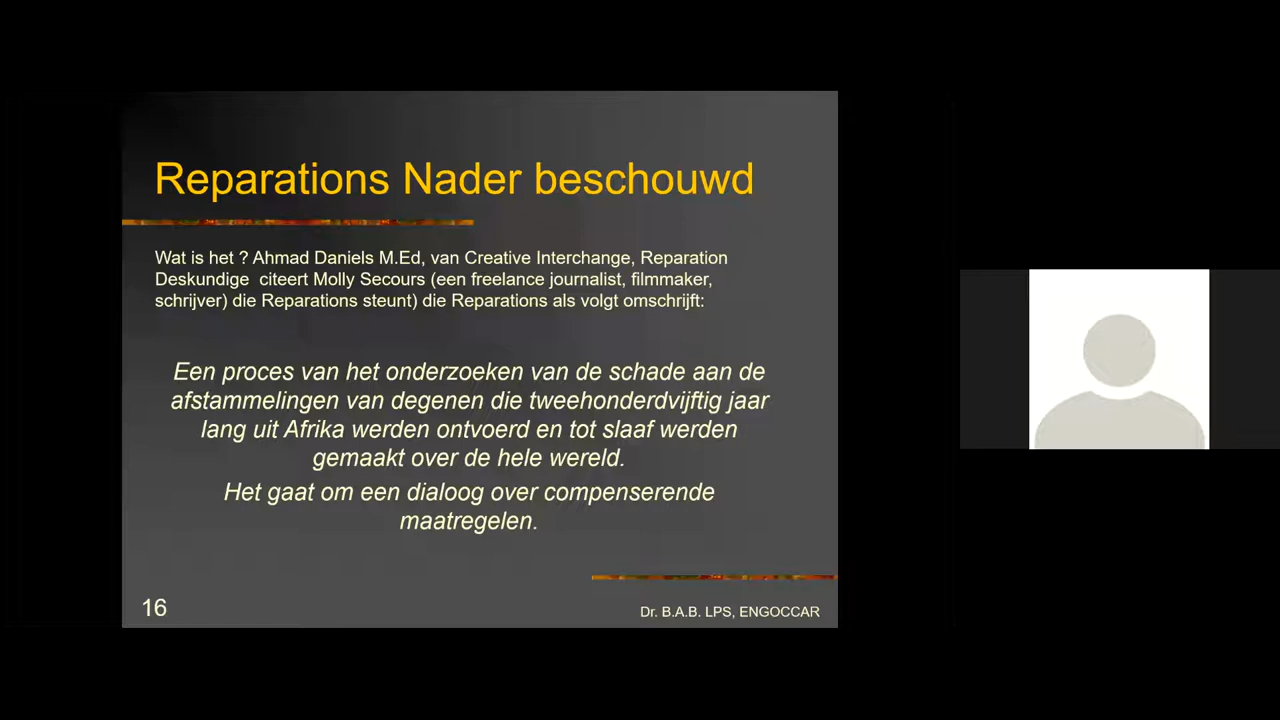 Reparations Nader beschouwd
Wat is het ? Ahmad Daniels M.Ed, van Creative Interchange, Reparation
Deskundige  citeert Molly Secours (een freelance journalist, filmmaker,
schrijver) die Reparations steunt) die Reparations als volgt omschrijft:
Een proces van het onderzoeken van de schade aan de
afstammelingen van degenen die tweehonderdvijftig jaar
lang uit Afrika werden ontvoerd en tot slaaf werden
gemaakt over de hele wereld.
Het gaat om een dialoog over compenserende
maatregelen.
16
Dr. B.A.B. LPS, ENGOCCAR